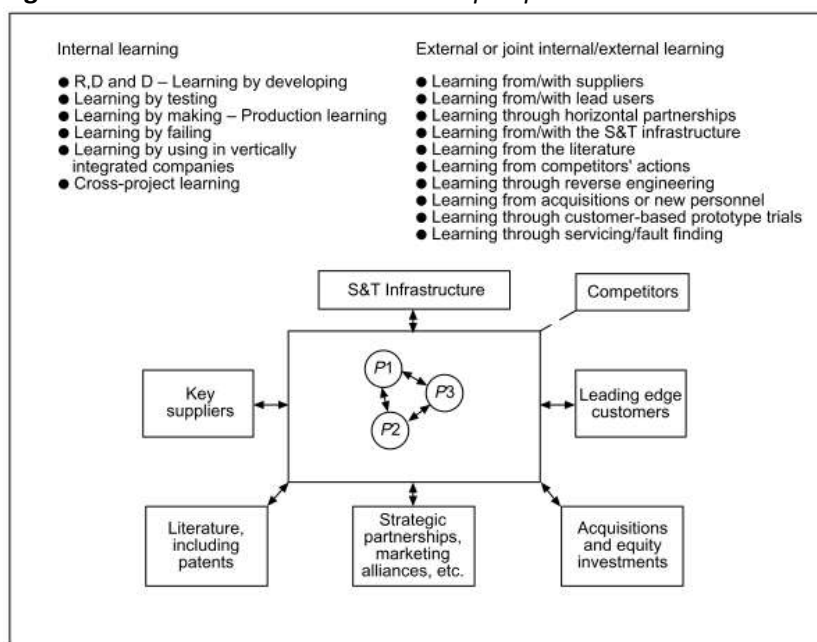 Internal learning
● R,D and D – Learning by developing
● Learning by testing
● Learning by making – Production learning
● Learning by failing
● Learning by using in vertically
integrated companies
● Cross-project learning
External or joint internal/external learning
● Learning from/with suppliers
● Learning from/with lead users
● Learning through horizontal partnerships
● Learning from/with the S&T infrastructure
● Learning from the literature
● Learning from competitors' actions
● Learning through reverse engineering
● Learning from acquisitions or new personnel
● Learning through customer-based prototype trials
● Learning through servicing/fault finding
S&T Infrastructure
Competitors
Key
suppliers
P1
P3
P2
Leading edge
customers
Literature,
including
patents
Strategic
partnerships,
marketing
alliances, etc.
Acquisitions
and equity
investments